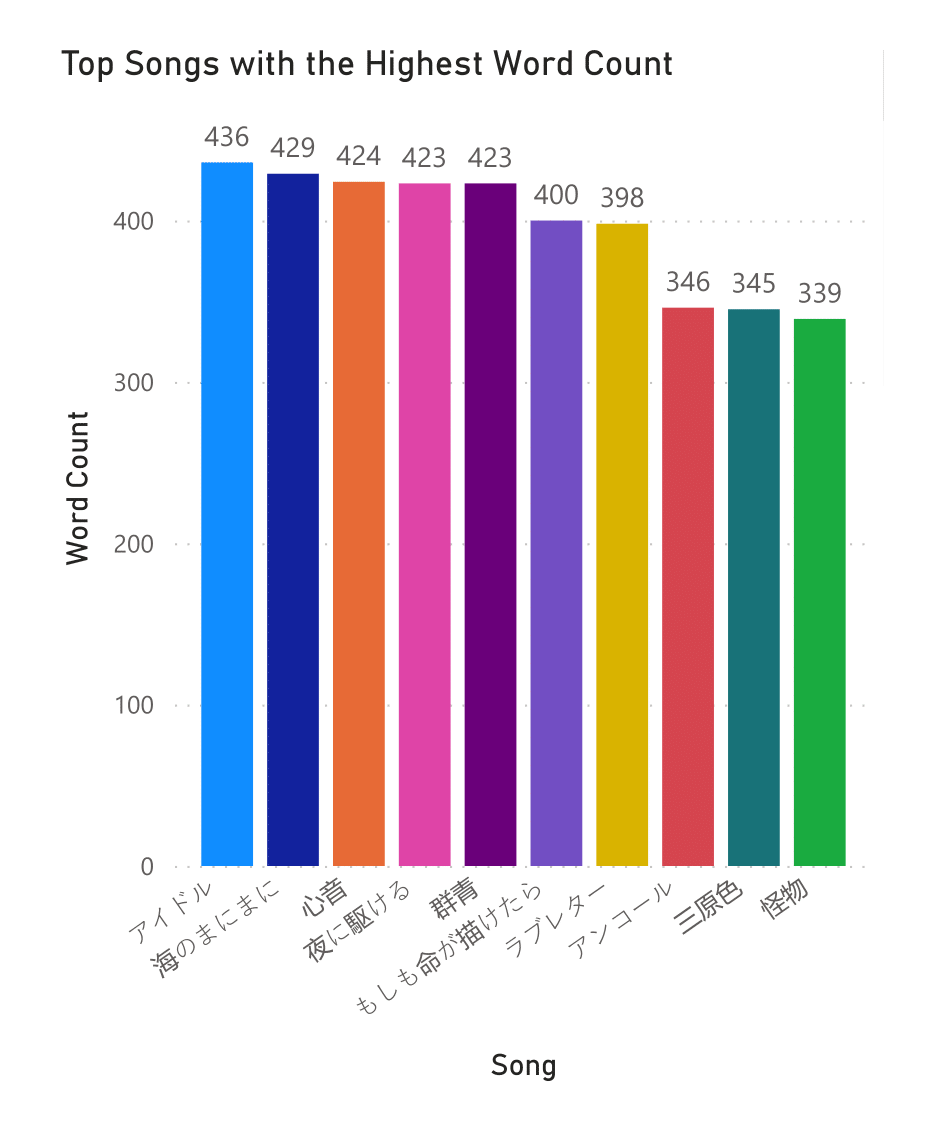 Top Songs with the Highest Word Count
436
429
424
423
423
400
398
346
345
339
400
300
200
100
0
Word Count
アイドル
海のまにまに
心音
夜に駆ける
群青
もしも命が描けたら
ラブレター
アンコール
三原色
怪物
Song